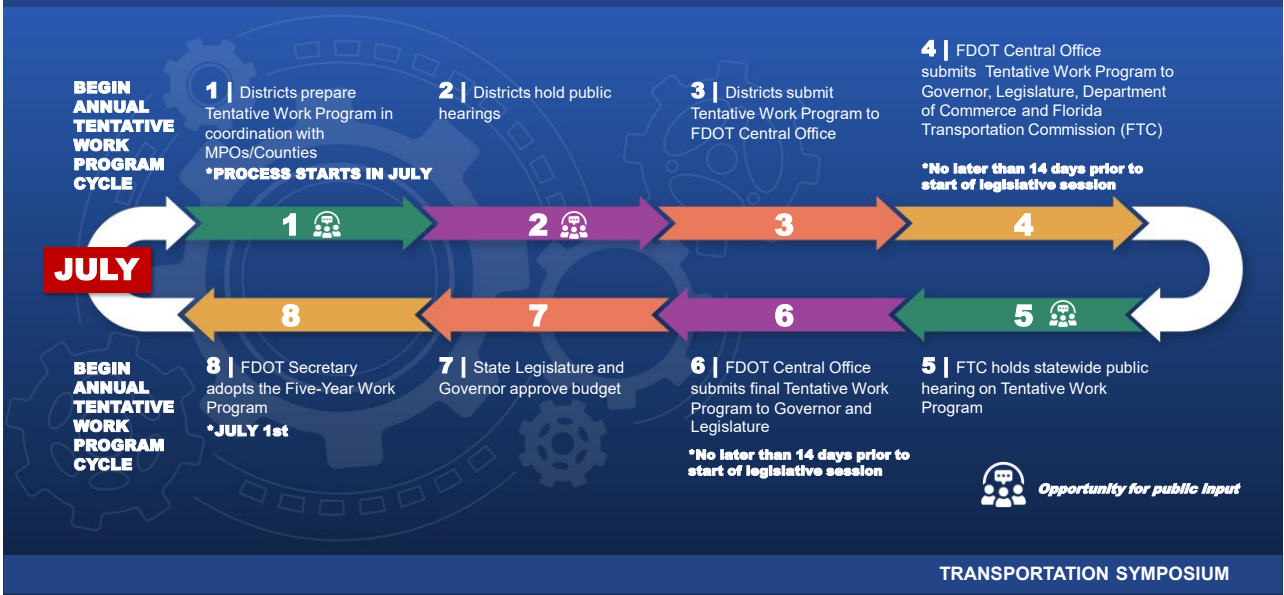 BEGIN
ANNUAL
TENTATIVE
WORK
PROGRAM
CYCLE
1 | Districts prepare
Tentative Work Program in
coordination with
MPOs/Counties
*PROCESS STARTS IN JULY
2 | Districts hold public
hearings
3 | Districts submit
Tentative Work Program to
FDOT Central Office
4 | FDOT Central Office
submits Tentative Work Program to
Governor, Legislature, Department
of Commerce and Florida
Transportation Commission (FTC)
*No later than 14 days prior to
start of legislative session
1
2
3
4
JULY
8
7
6
5
BEGIN
ANNUAL
TENTATIVE
WORK
PROGRAM
CYCLE
8 | FDOT Secretary
adopts the Five-Year Work
Program
*JULY 1st
7 | State Legislature and
Governor approve budget
6 | FDOT Central Office
submits final Tentative Work
Program to Governor and
Legislature
*No later than 14 days prior to
start of legislative session
5 | FTC holds statewide public
hearing on Tentative Work
Program
Opportunity for public input
TRANSPORTATION SYMPOSIUM